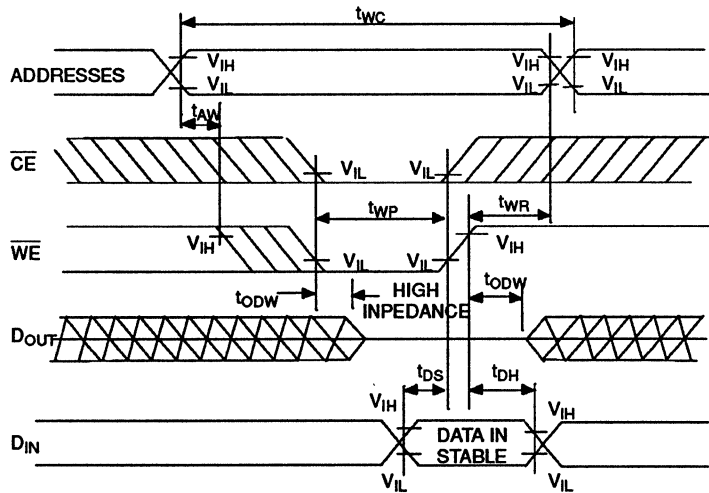 tWC
ADDRESSES
VIH
VIL
VIH
VIL
VIH
VIL
tAW
CE
VIL
VIL
tWP
tWR
WE
VIH
VIL
VIL
VIH
tODW
HIGH
INPEDANCE
tODW
DOUT
tDS
tDH
VIH
VIH
DIN
DATA IN
STABLE
VIL
VIL